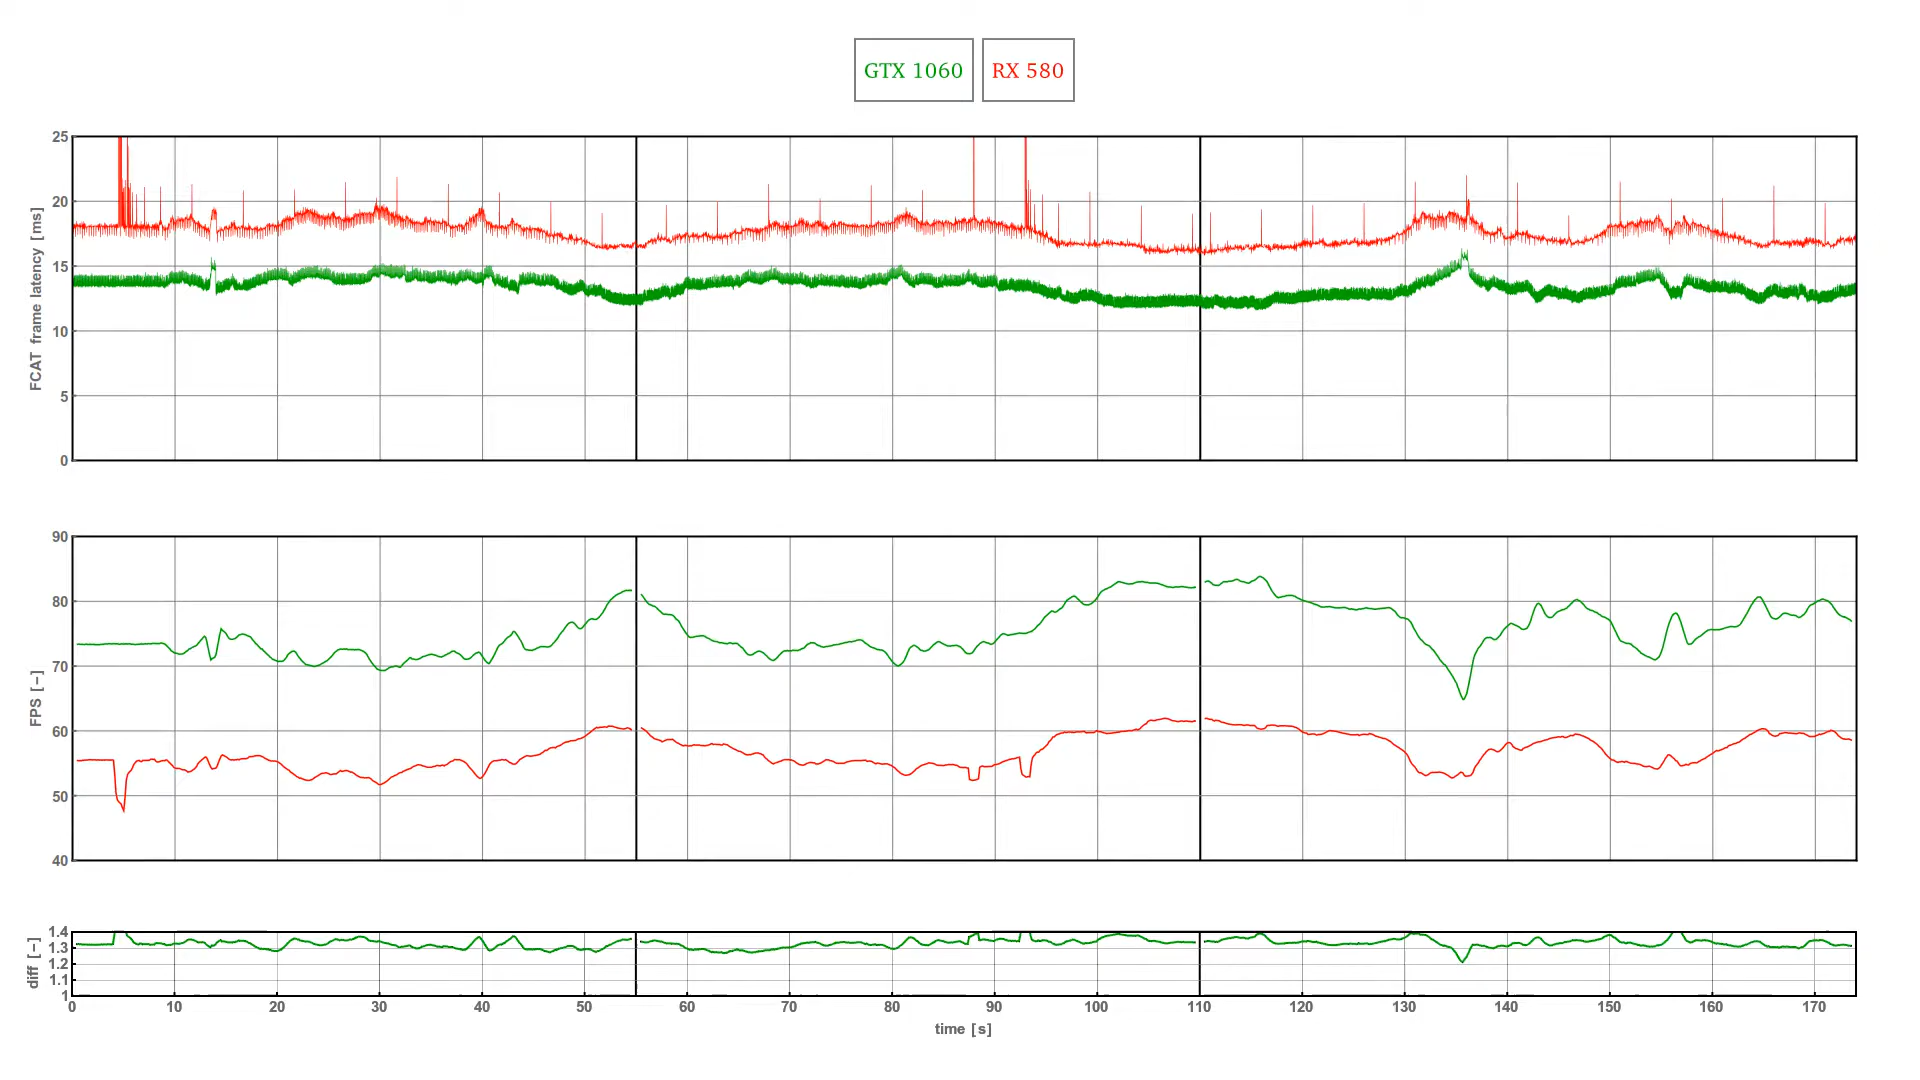 GTX 1060 RX 580
25
20
15
10
5
0
FCAT frame latency [ms]
90
80
70
60
50
40
FPS [−]
1.4
1.3
1.2
1.1
1
diff [−]
0 10 20 30 40 50 60 70 80 90 100 110 120 130 140 150 160 170
time [s]